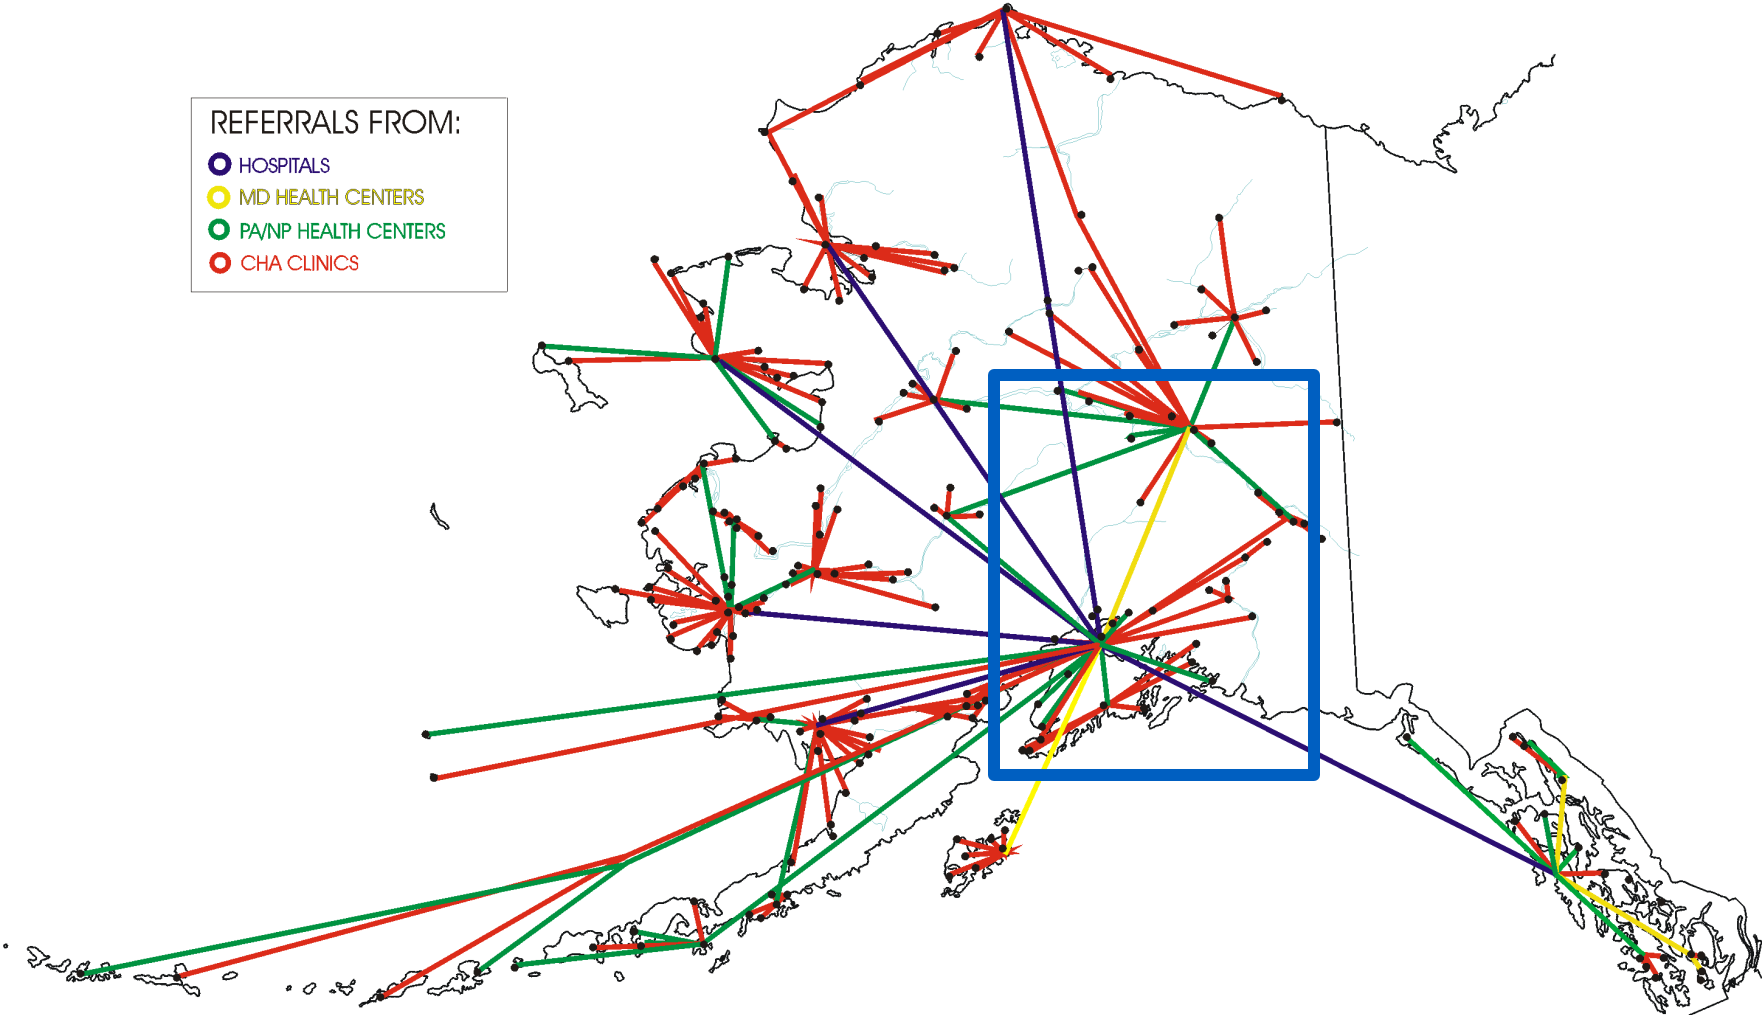 REFERRALS FROM:
HOSPITALS
MD HEALTH CENTERS
PA/NP HEALTH CENTERS
CHA CLINICS